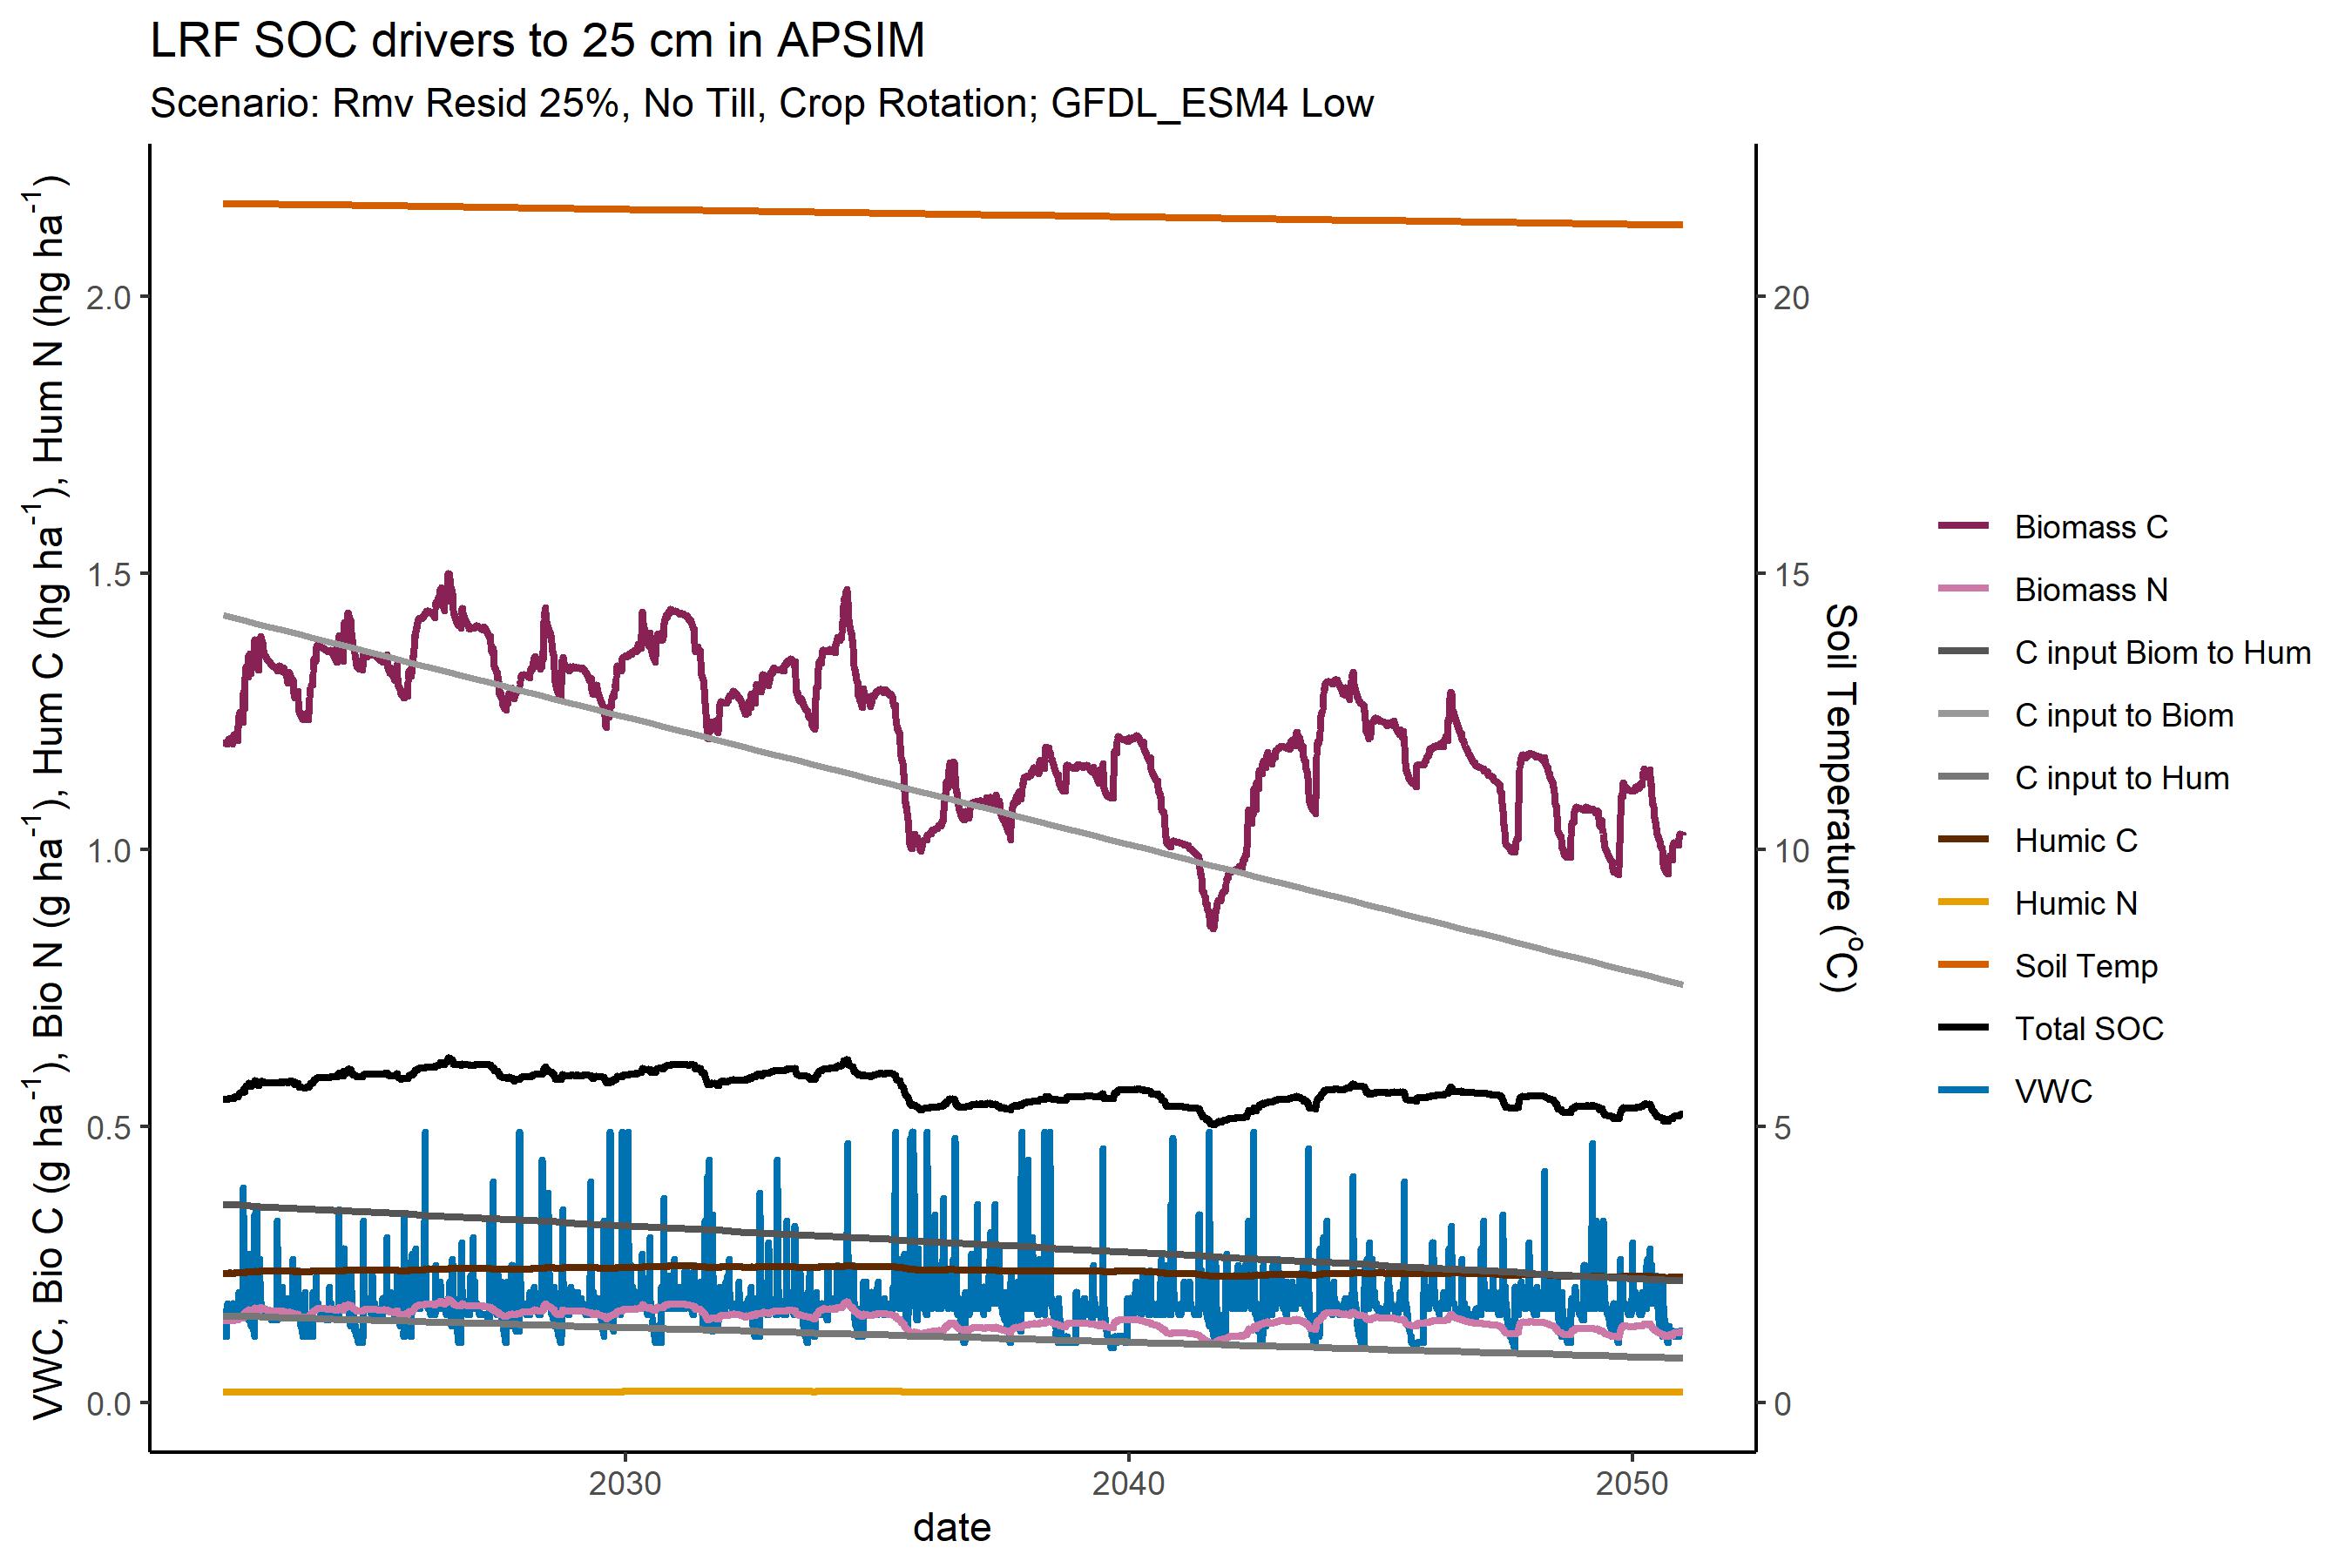 LRF SOC drivers to 25 cm in APSIM
Scenario: Rmv Resid 25%, No Till, Crop Rotation; GFDL_ESM4 Low
VWC, Bio C (g ha⁻¹), Bio N (g ha⁻¹), Hum C (hg ha⁻¹), Hum N (hg ha⁻¹)
2.0
1.5
1.0
0.5
0.0
20
15
10
5
0
Soil Temperature (ºC)
2030
2040
2050
date
Biomass C
Biomass N
C input Biom to Hum
C input to Biom
C input to Hum
Humic C
Humic N
Soil Temp
Total SOC
VWC